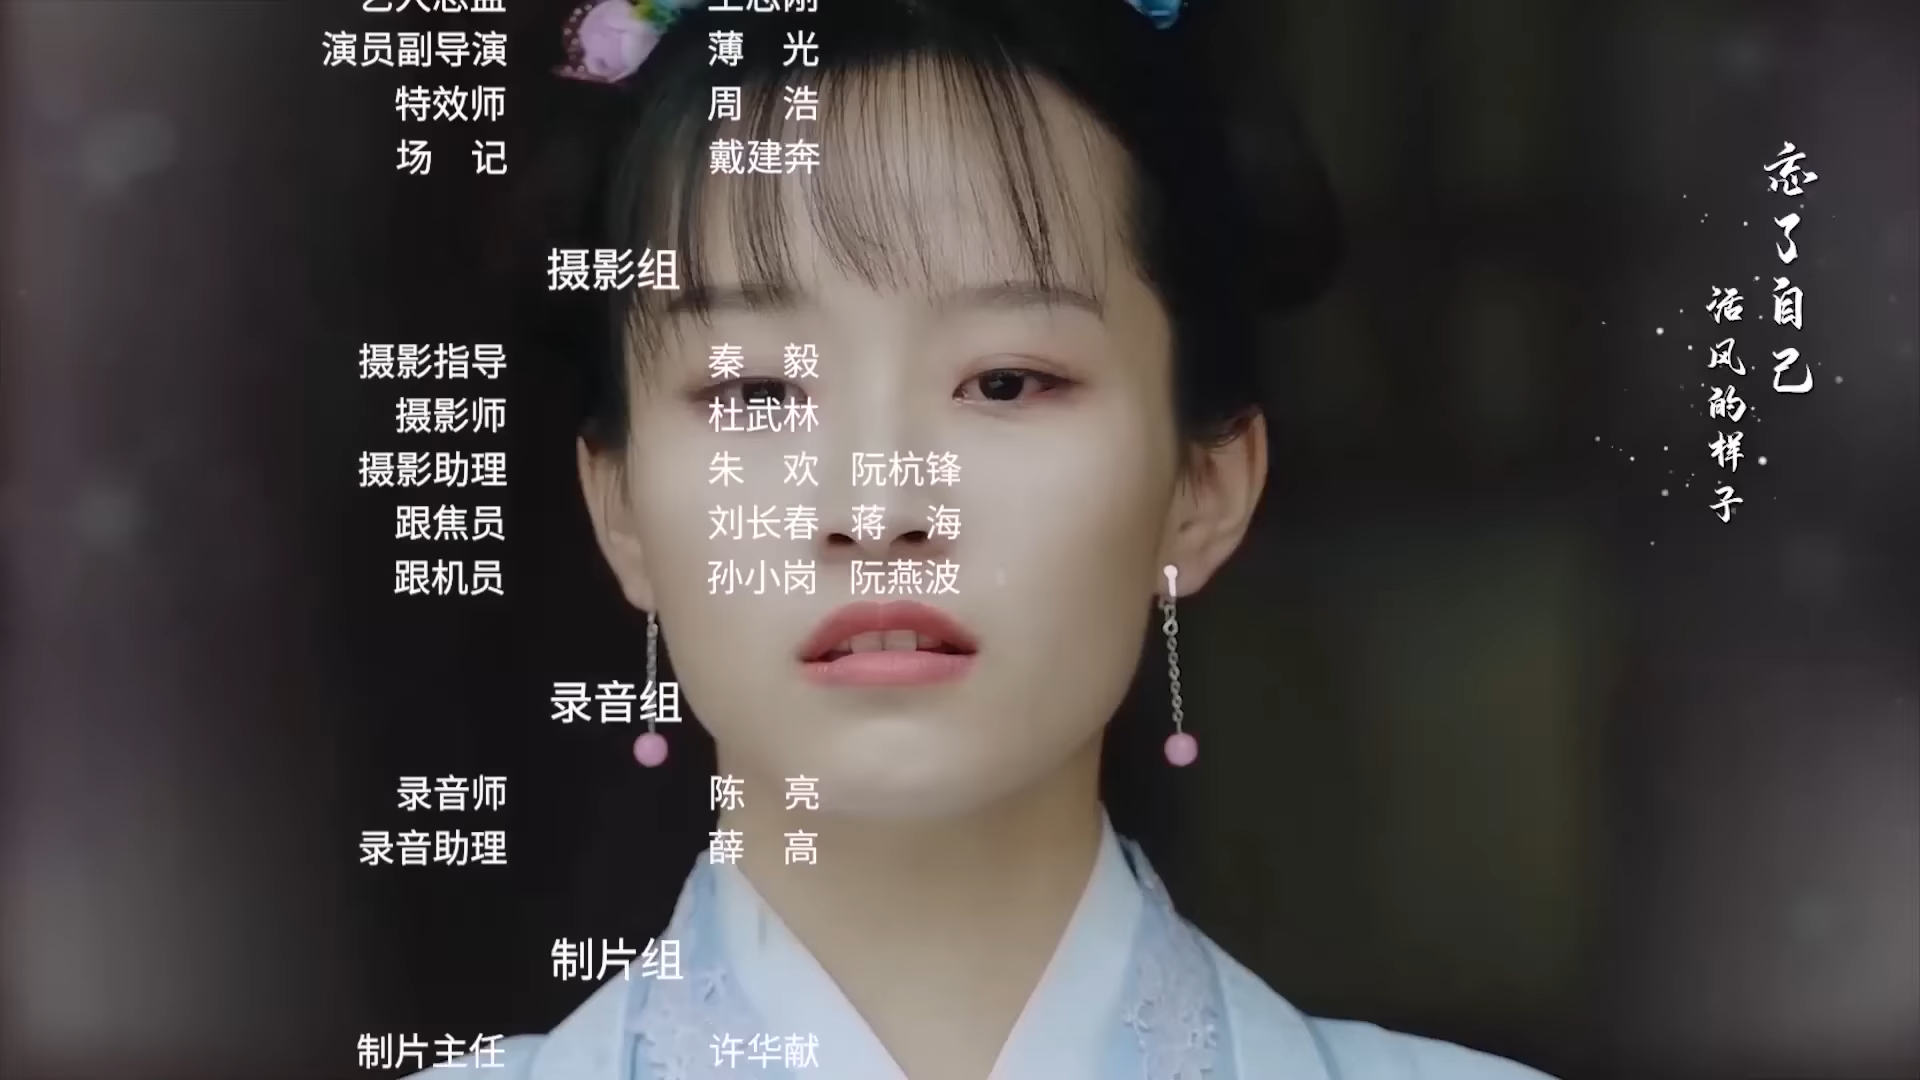 演员副导演 薄 光
特效师 周 浩
场 记 戴建奔
摄影组
摄影指导 秦 毅
摄影师 杜武林
摄影助理 朱 欢 阮杭锋
跟焦员 刘长春 蒋 海
跟机员 孙小岗 阮燕波
录音组
录音师 陈 亮
录音助理 薛 高
制片组
制片主任 许华献
忘了自己
活风的样子